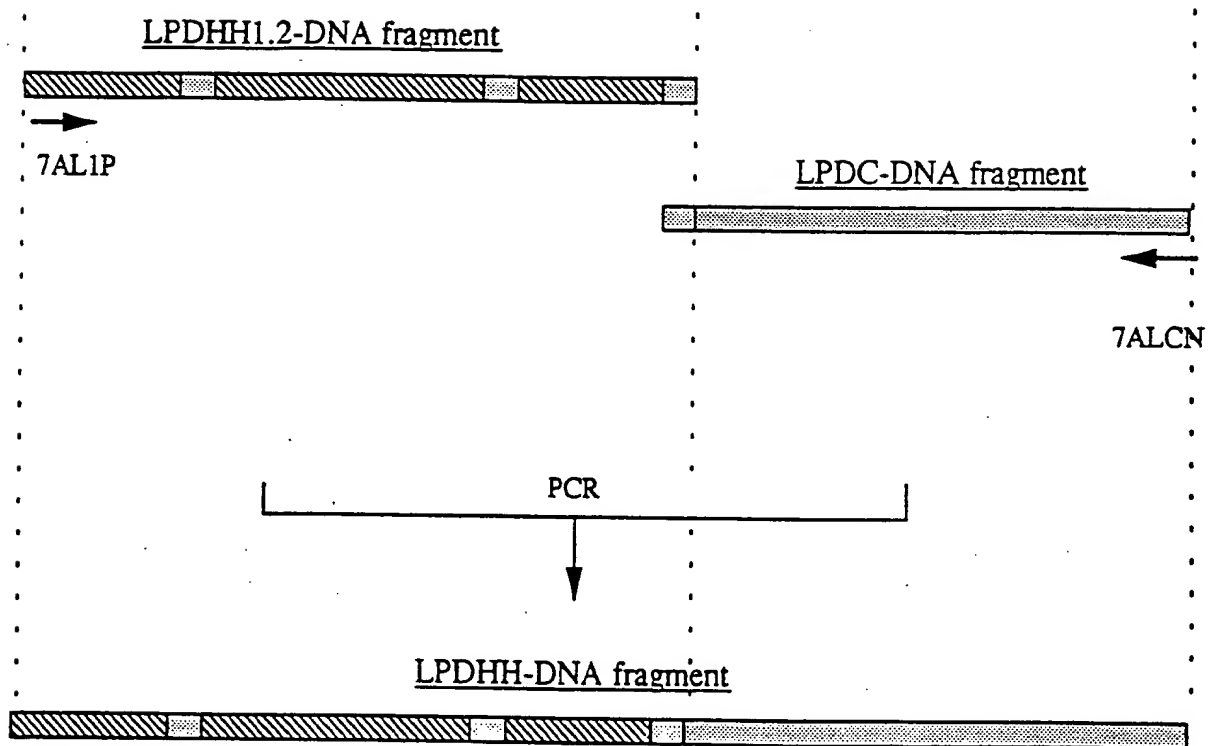 LPDHH1.2-DNA fragment
7AL1P
LPDC-DNA fragment
7ALCN
PCR
LPDHH-DNA fragment